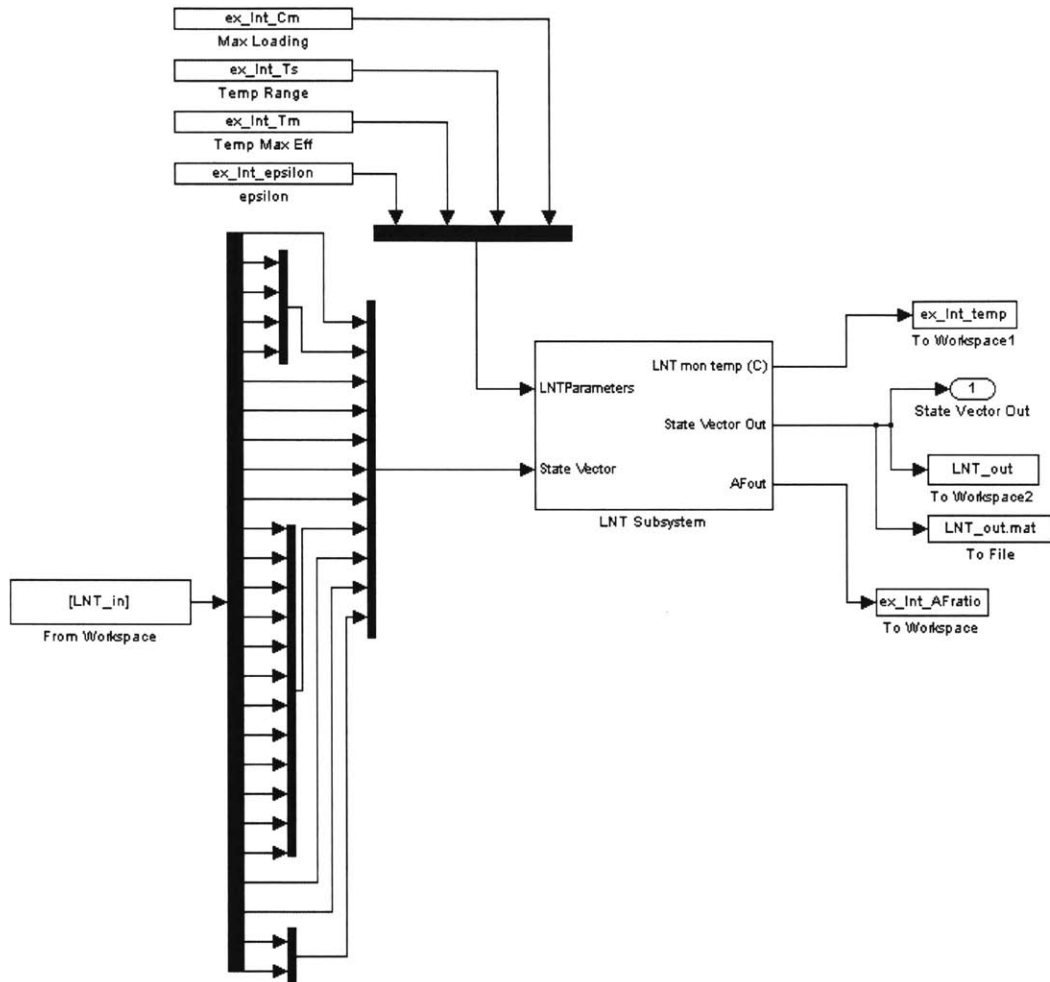 ex_Int_Cm
Max Loading
ex_Int_Ts
Temp Range
ex_Int_Tm
Temp Max Eff
ex_Int_epsilon
epsilon
LNT mon temp (C)
LNTParameters
State Vector Out
State Vector
AFout
LNT Subsystem
ex_Int_temp
To Workspace1
1
State Vector Out
LNT_out
To Workspace2
LNT_out.mat
To File
[LNT_in]
From Workspace
ex_Int_AFratio
To Workspace